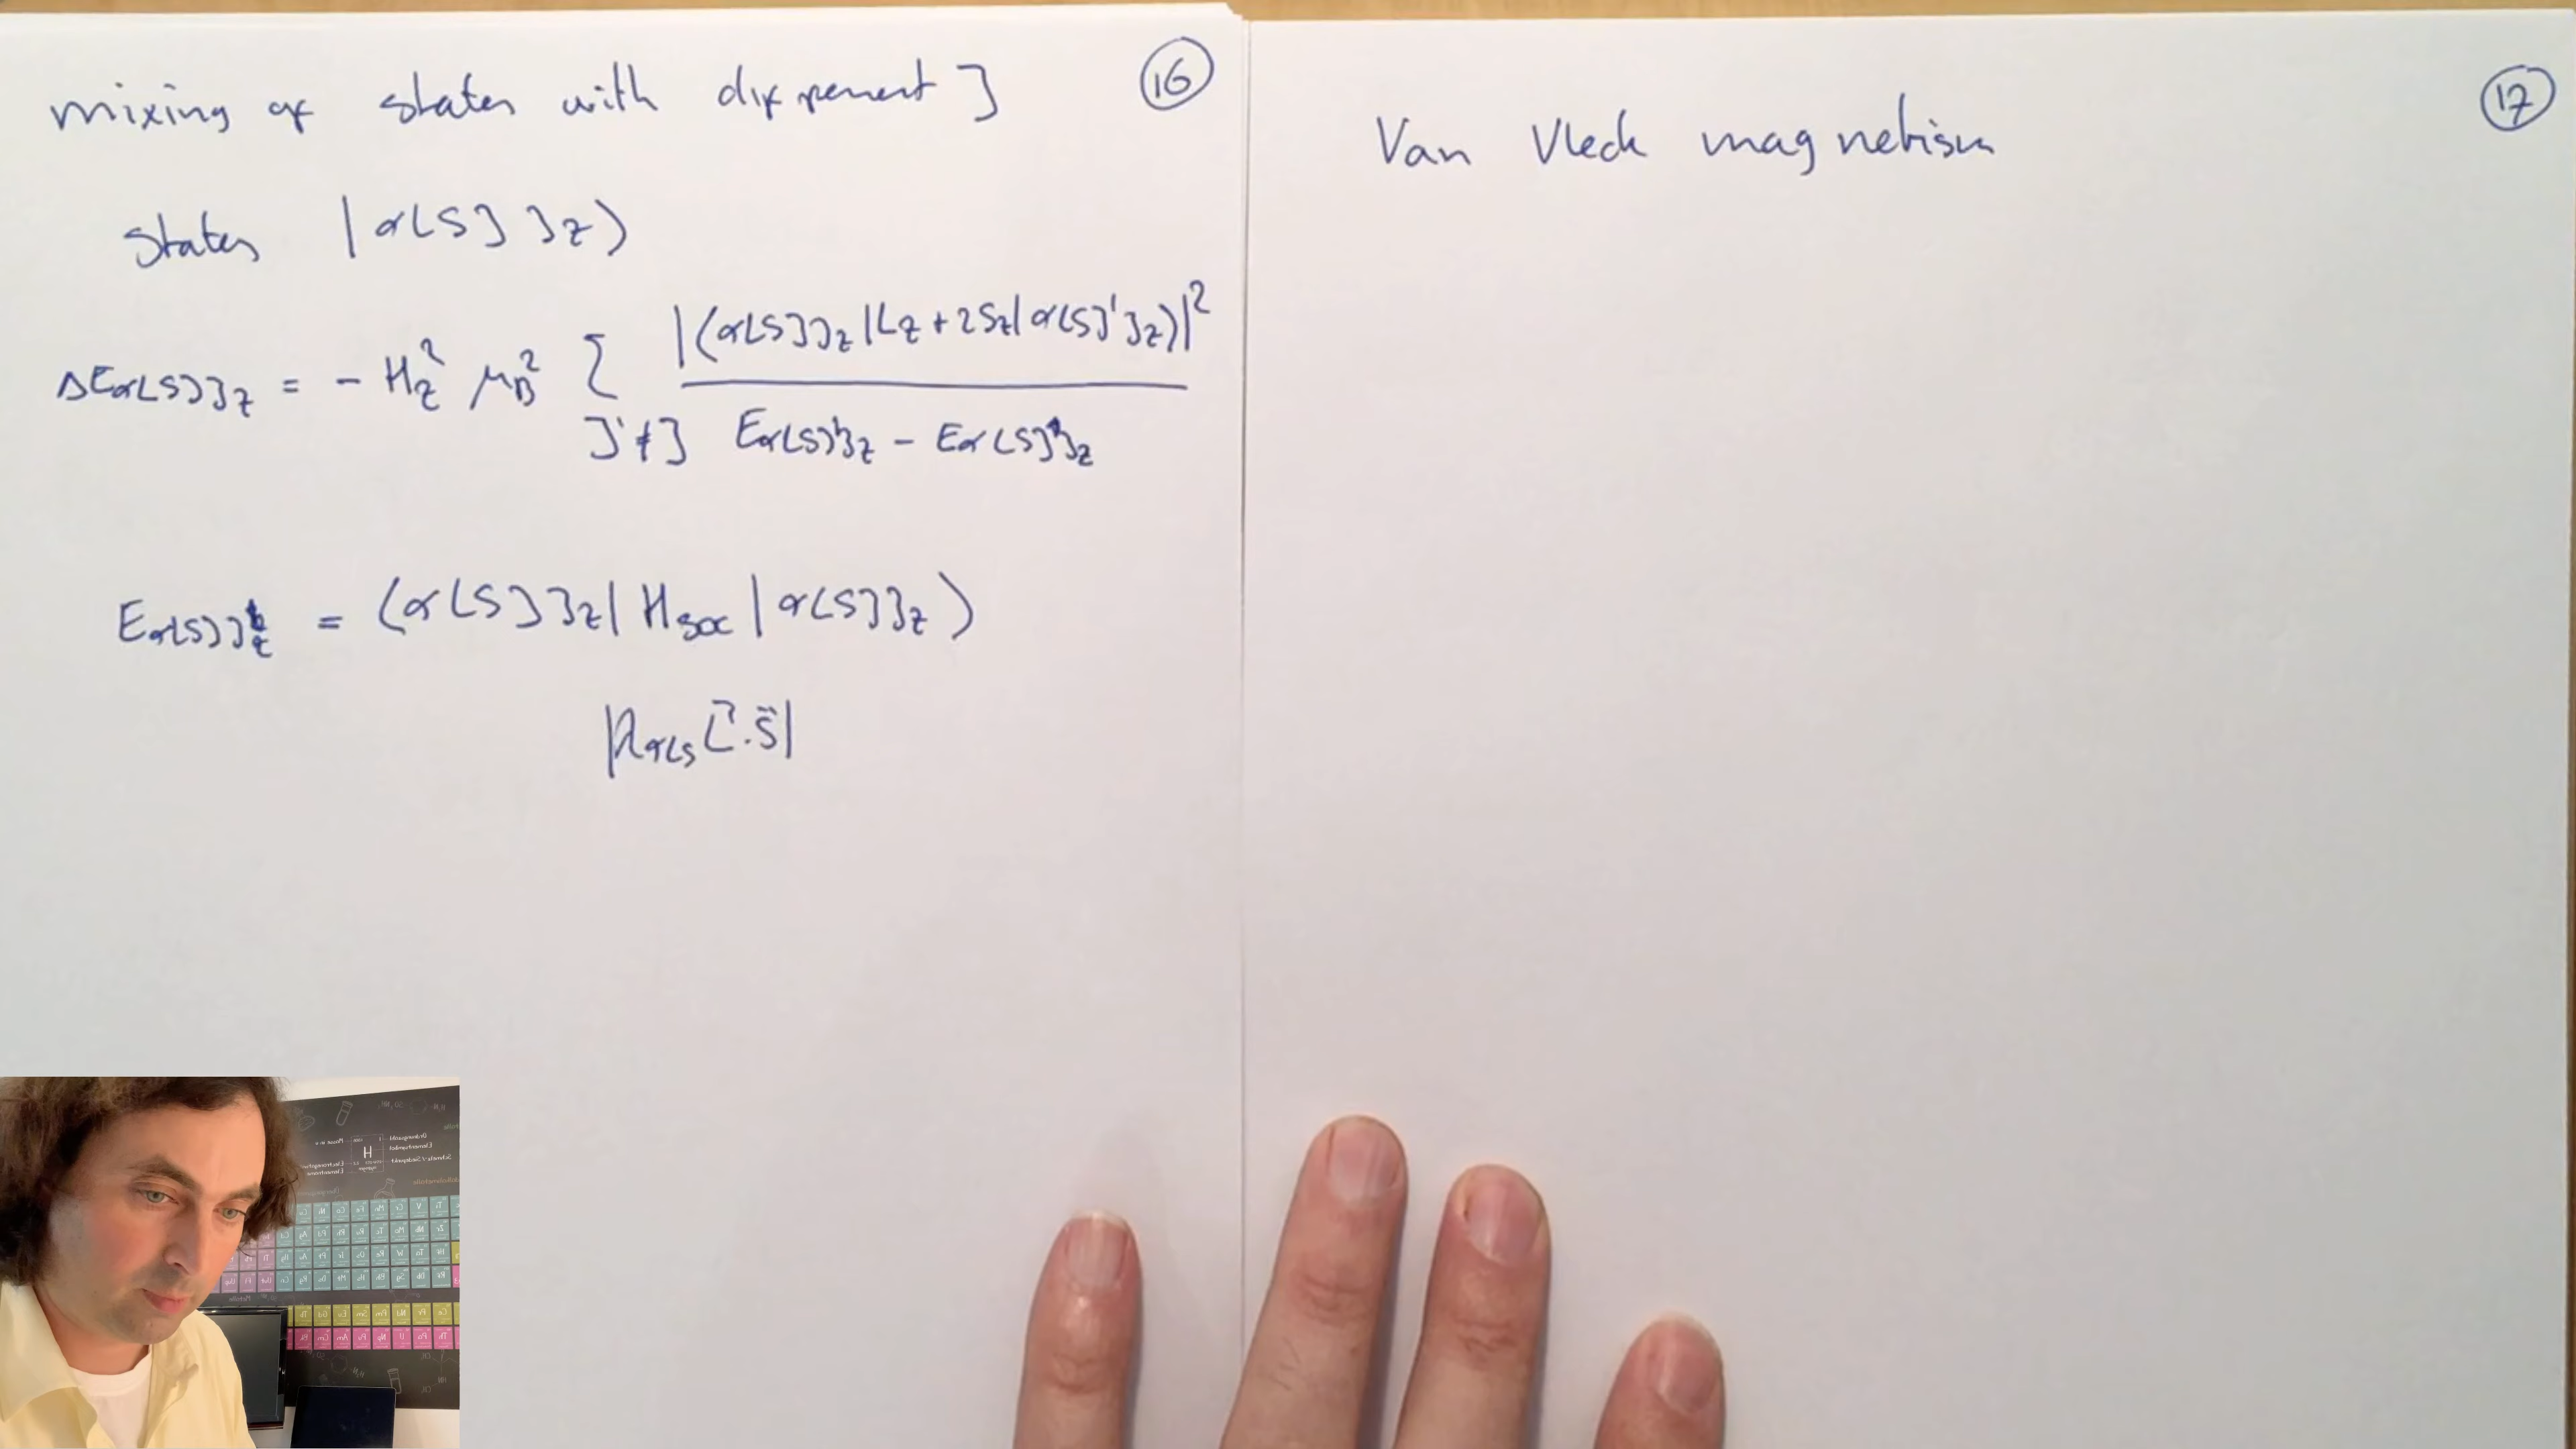 mixing of states with different J
16
states |αLSJJz)
ΔEαLSJJz = - Hz² μB² Σ J'≠J |(αLSJJz|Lz + 2Sz|αLSJ'Jz)|² / EαLSJ'Jz - EαLSJJz
EαLSJJz = (αLSJJz| Hsoc |αLSJJz)
|λαLS L⃗.S⃗|
17
Van Vleck magnetism
H